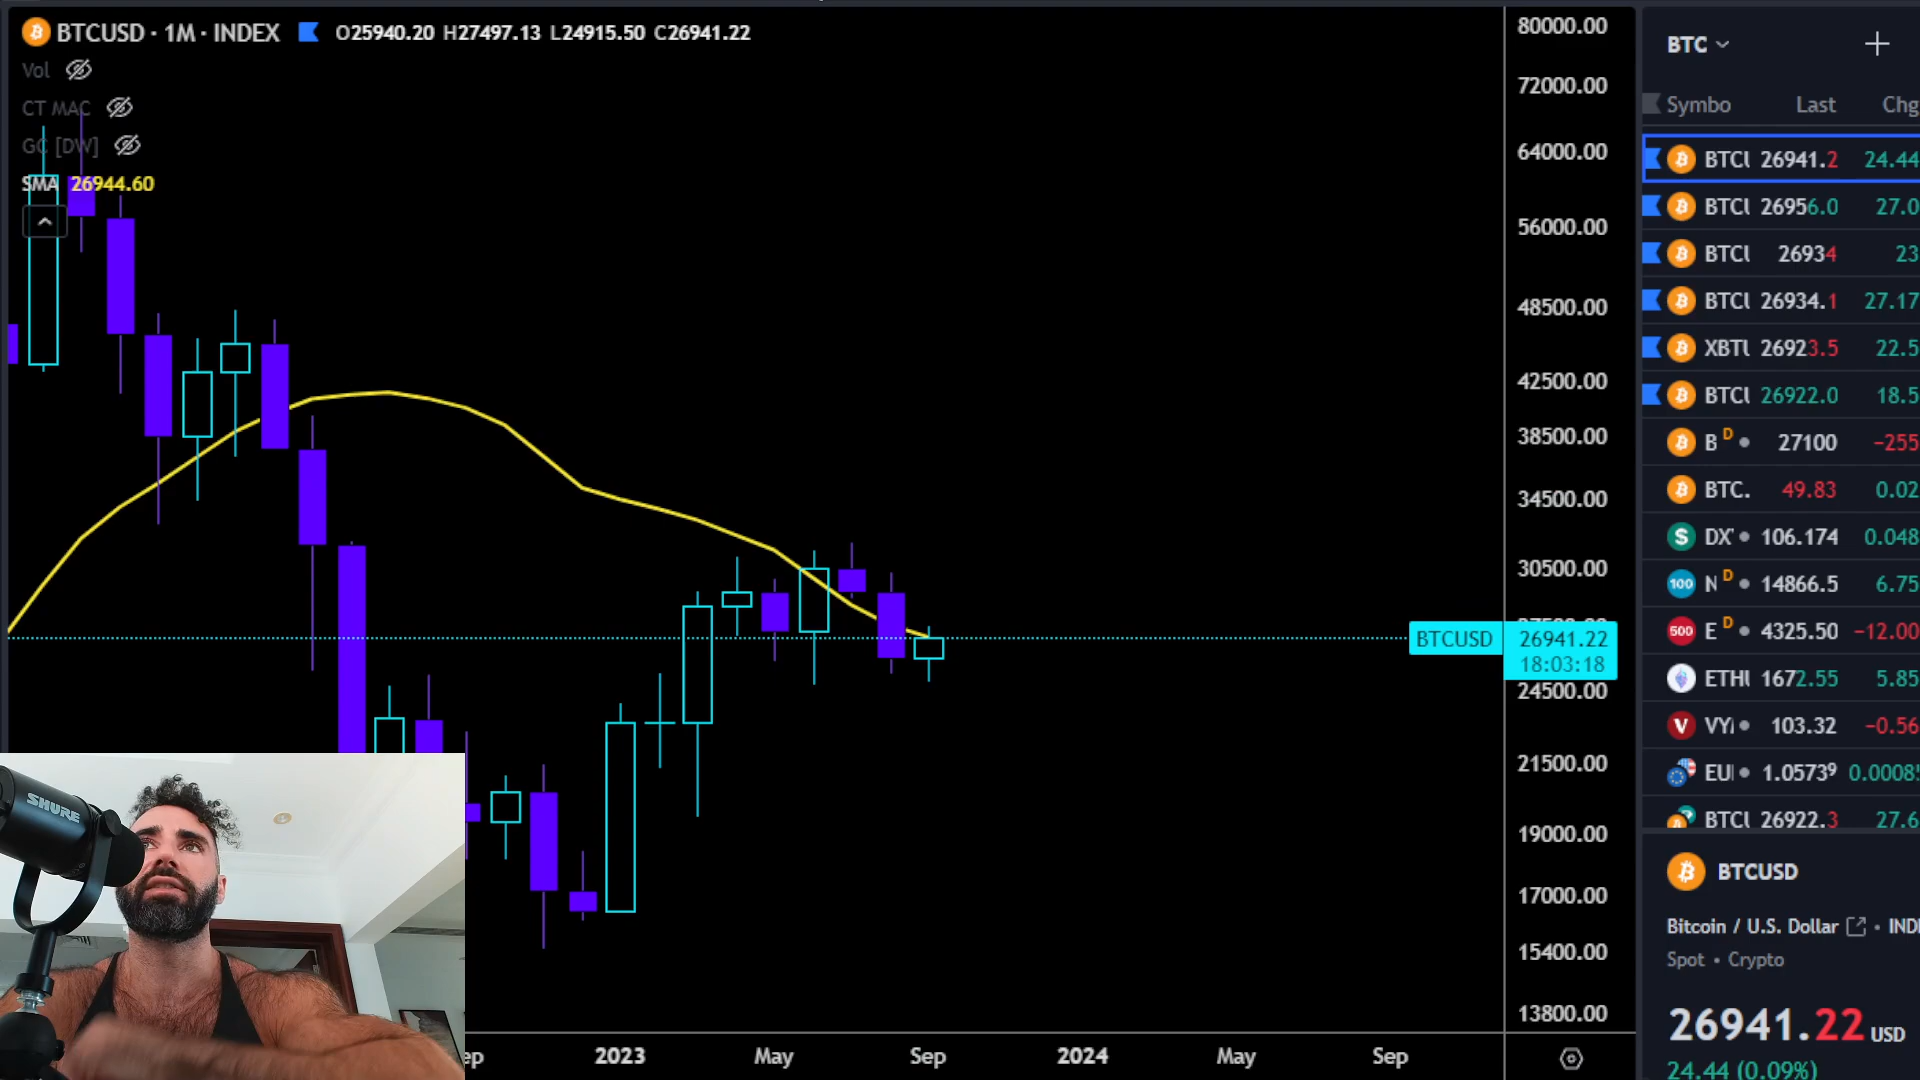 BTCUSD · 1M · INDEX O25940.20 H27497.13 L24915.50 C26941.22
Vol
CT MAC
GC [DW]
SMA 26944.60
80000.00
72000.00
64000.00
56000.00
48500.00
42500.00
38500.00
34500.00
30500.00
BTCUSD 26941.22
18:03:18
24500.00
21500.00
19000.00
17000.00
15400.00
13800.00
2023 May Sep 2024 May Sep
SHURE
BTC
Symbo Last Chg
BTCU 26941.2 24.44
BTCU 26956.0 27.0
BTCU 26934 23
BTCU 26934.1 27.17
XBTU 26923.5 22.5
BTCU 26922.0 18.5
B D 27100 −255
BTC. 49.83 0.02
S DX 106.174 0.048
100 N D 14866.5 6.75
500 E D 4325.50 −12.00
ETHU 1672.55 5.85
V VY 103.32 −0.56
EU 1.05739 0.0008
BTCU 26922.3 27.6
BTCUSD
Bitcoin / U.S. Dollar • INDE
Spot • Crypto
26941.22 USD
24.44 (0.09%)